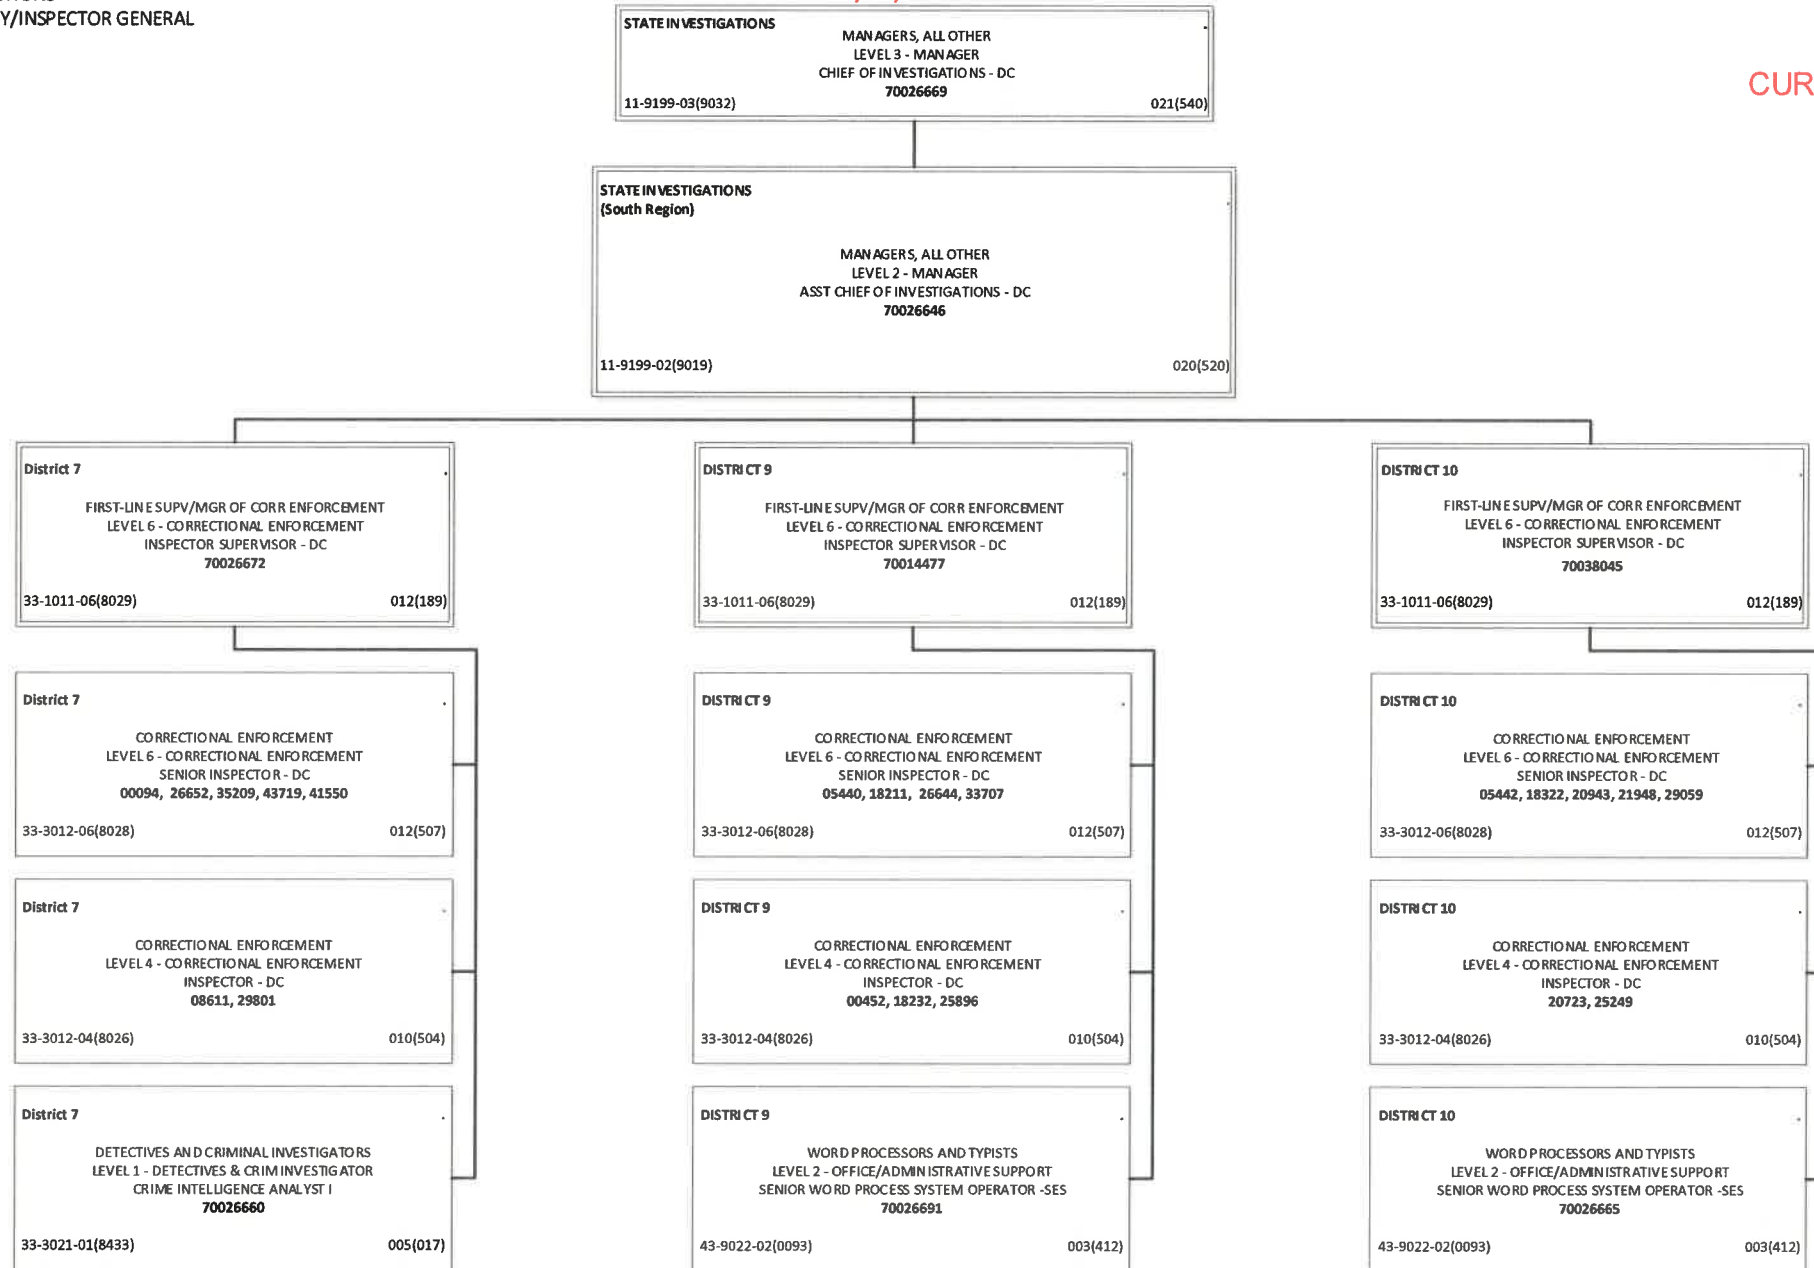 Y/INSPECTOR GENERAL
CUR
STATE INVESTIGATIONS
MANAGERS, ALL OTHER
LEVEL 3 - MANAGER
CHIEF OF INVESTIGATIONS - DC
70026669
11-9199-03(9032) 021(540)
STATE INVESTIGATIONS
(South Region)
MANAGERS, ALL OTHER
LEVEL 2 - MANAGER
ASST CHIEF OF INVESTIGATIONS - DC
70026646
11-9199-02(9019) 020(520)
District 7
FIRST-LINE SUPV/MGR OF CORR ENFORCEMENT
LEVEL 6 - CORRECTIONAL ENFORCEMENT
INSPECTOR SUPERVISOR - DC
70026672
33-1011-06(8029) 012(189)
DISTRICT 9
FIRST-LINE SUPV/MGR OF CORR ENFORCEMENT
LEVEL 6 - CORRECTIONAL ENFORCEMENT
INSPECTOR SUPERVISOR - DC
70014477
33-1011-06(8029) 012(189)
DISTRICT 10
FIRST-LINE SUPV/MGR OF CORR ENFORCEMENT
LEVEL 6 - CORRECTIONAL ENFORCEMENT
INSPECTOR SUPERVISOR - DC
70038045
33-1011-06(8029) 012(189)
District 7
CORRECTIONAL ENFORCEMENT
LEVEL 6 - CORRECTIONAL ENFORCEMENT
SENIOR INSPECTOR - DC
00094, 26652, 35209, 43719, 41550
33-3012-06(8028) 012(507)
DISTRICT 9
CORRECTIONAL ENFORCEMENT
LEVEL 6 - CORRECTIONAL ENFORCEMENT
SENIOR INSPECTOR - DC
05440, 18211, 26644, 33707
33-3012-06(8028) 012(507)
DISTRICT 10
CORRECTIONAL ENFORCEMENT
LEVEL 6 - CORRECTIONAL ENFORCEMENT
SENIOR INSPECTOR - DC
05442, 18322, 20943, 21948, 29059
33-3012-06(8028) 012(507)
District 7
CORRECTIONAL ENFORCEMENT
LEVEL 4 - CORRECTIONAL ENFORCEMENT
INSPECTOR - DC
08611, 29801
33-3012-04(8026) 010(504)
DISTRICT 9
CORRECTIONAL ENFORCEMENT
LEVEL 4 - CORRECTIONAL ENFORCEMENT
INSPECTOR - DC
00452, 18232, 25896
33-3012-04(8026) 010(504)
DISTRICT 10
CORRECTIONAL ENFORCEMENT
LEVEL 4 - CORRECTIONAL ENFORCEMENT
INSPECTOR - DC
20723, 25249
33-3012-04(8026) 010(504)
District 7
DETECTIVES AND CRIMINAL INVESTIGATORS
LEVEL 1 - DETECTIVES & CRIM INVESTIGATOR
CRIME INTELLIGENCE ANALYST I
70026660
33-3021-01(8433) 005(017)
DISTRICT 9
WORD PROCESSORS AND TYPISTS
LEVEL 2 - OFFICE/ADMINISTRATIVE SUPPORT
SENIOR WORD PROCESS SYSTEM OPERATOR -SES
70026691
43-9022-02(0093) 003(412)
DISTRICT 10
WORD PROCESSORS AND TYPISTS
LEVEL 2 - OFFICE/ADMINISTRATIVE SUPPORT
SENIOR WORD PROCESS SYSTEM OPERATOR -SES
70026665
43-9022-02(0093) 003(412)